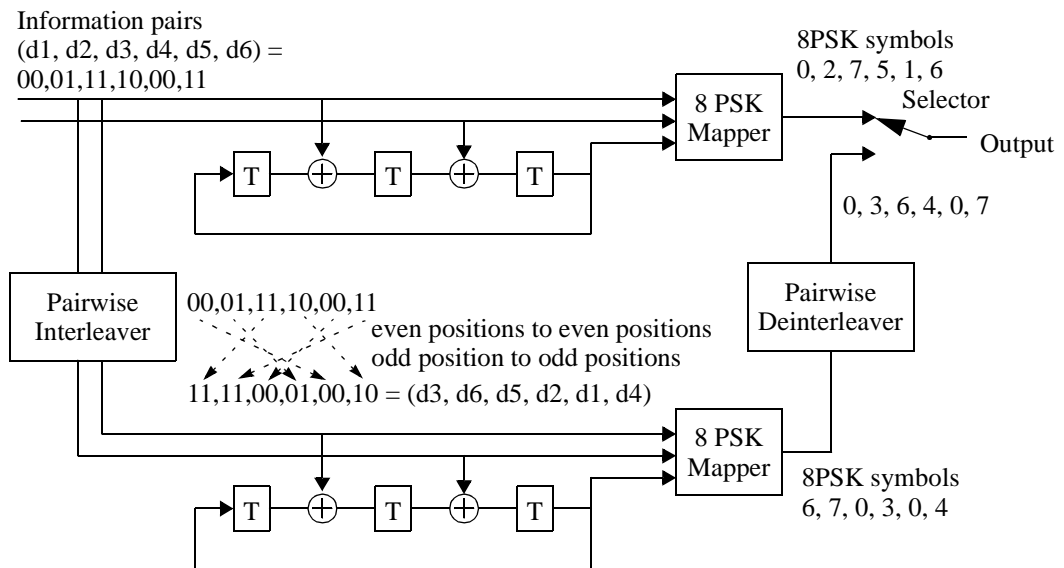 Information pairs
(d1, d2, d3, d4, d5, d6) =
00,01,11,10,00,11
8PSK symbols
0, 2, 7, 5, 1, 6
8 PSK
Mapper
Selector
Output
T
T
T
0, 3, 6, 4, 0, 7
Pairwise
Interleaver
00,01,11,10,00,11
even positions to even positions
odd position to odd positions
11,11,00,01,00,10 = (d3, d6, d5, d2, d1, d4)
Pairwise
Deinterleaver
8 PSK
Mapper
8PSK symbols
6, 7, 0, 3, 0, 4
T
T
T